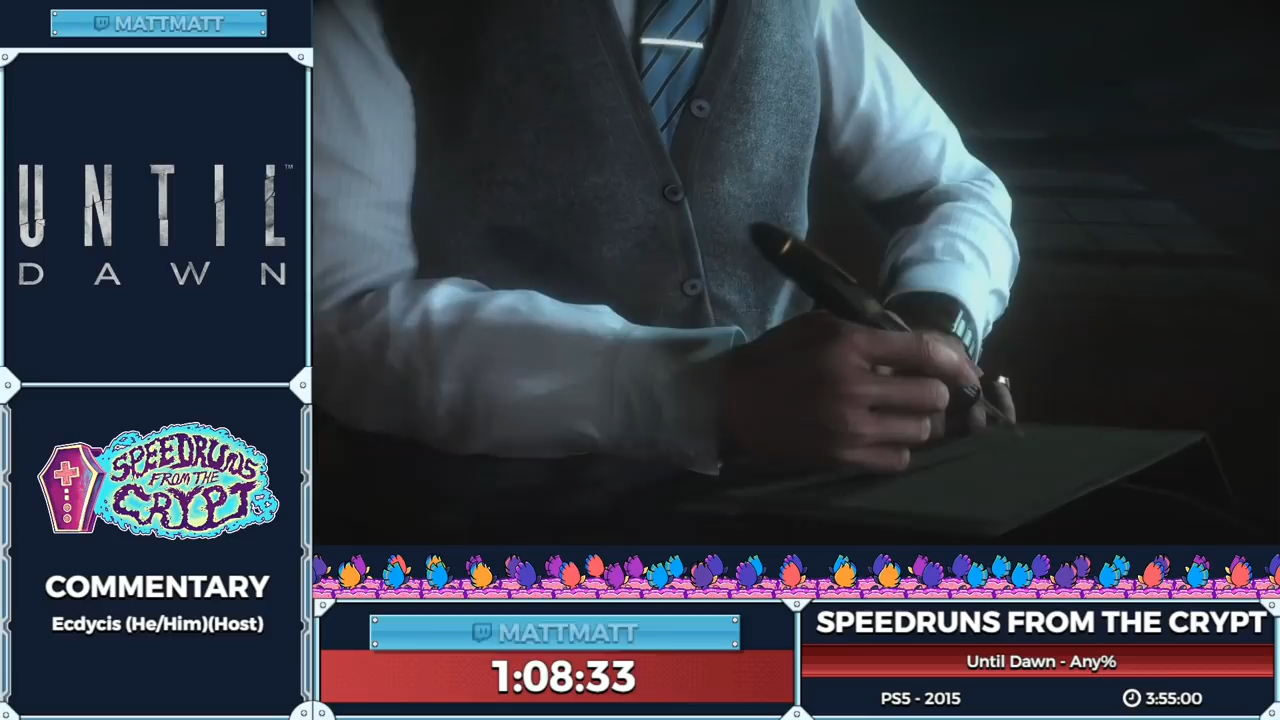 MATTMATT
UNTIL™
DAWN
SPEEDRUNS
FROM THE
CRYPT
COMMENTARY
Ecdycis (He/Him)(Host)
MATTMATT
1:08:33
SPEEDRUNS FROM THE CRYPT
Until Dawn - Any%
PS5 - 2015
3:55:00